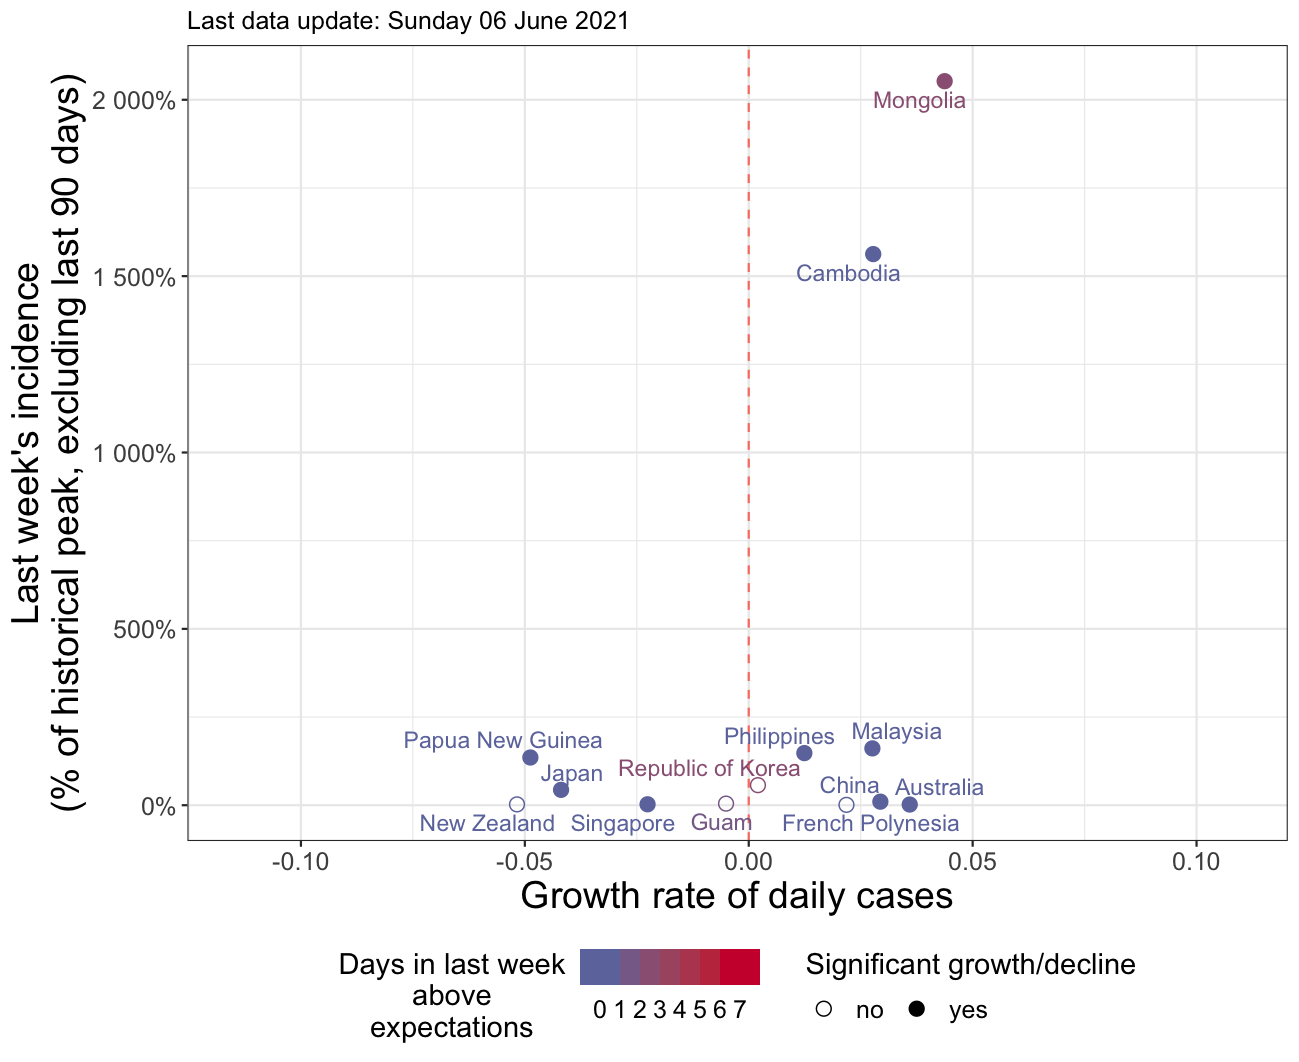 Last data update: Sunday 06 June 2021
Last week's incidence
(% of historical peak, excluding last 90 days)
2 000%
1 500%
1 000%
500%
0%
Mongolia
Cambodia
Papua New Guinea
Philippines
Malaysia
Japan
Republic of Korea
China
Australia
New Zealand
Singapore
Guam
French Polynesia
-0.10
-0.05
0.00
0.05
0.10
Growth rate of daily cases
Days in last week
above
expectations
0 1 2 3 4 5 6 7
Significant growth/decline
no
yes